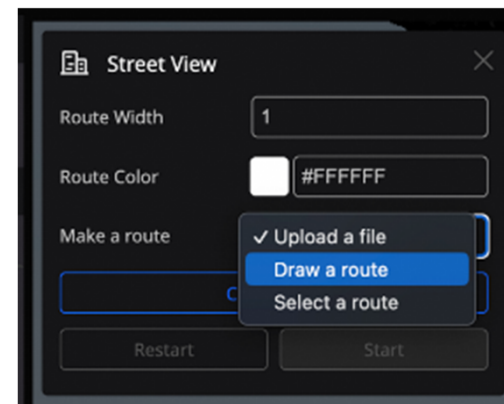 Street View
Route Width 1
Route Color #FFFFFF
Make a route ✓ Upload a file
Draw a route
Select a route
Restart Start